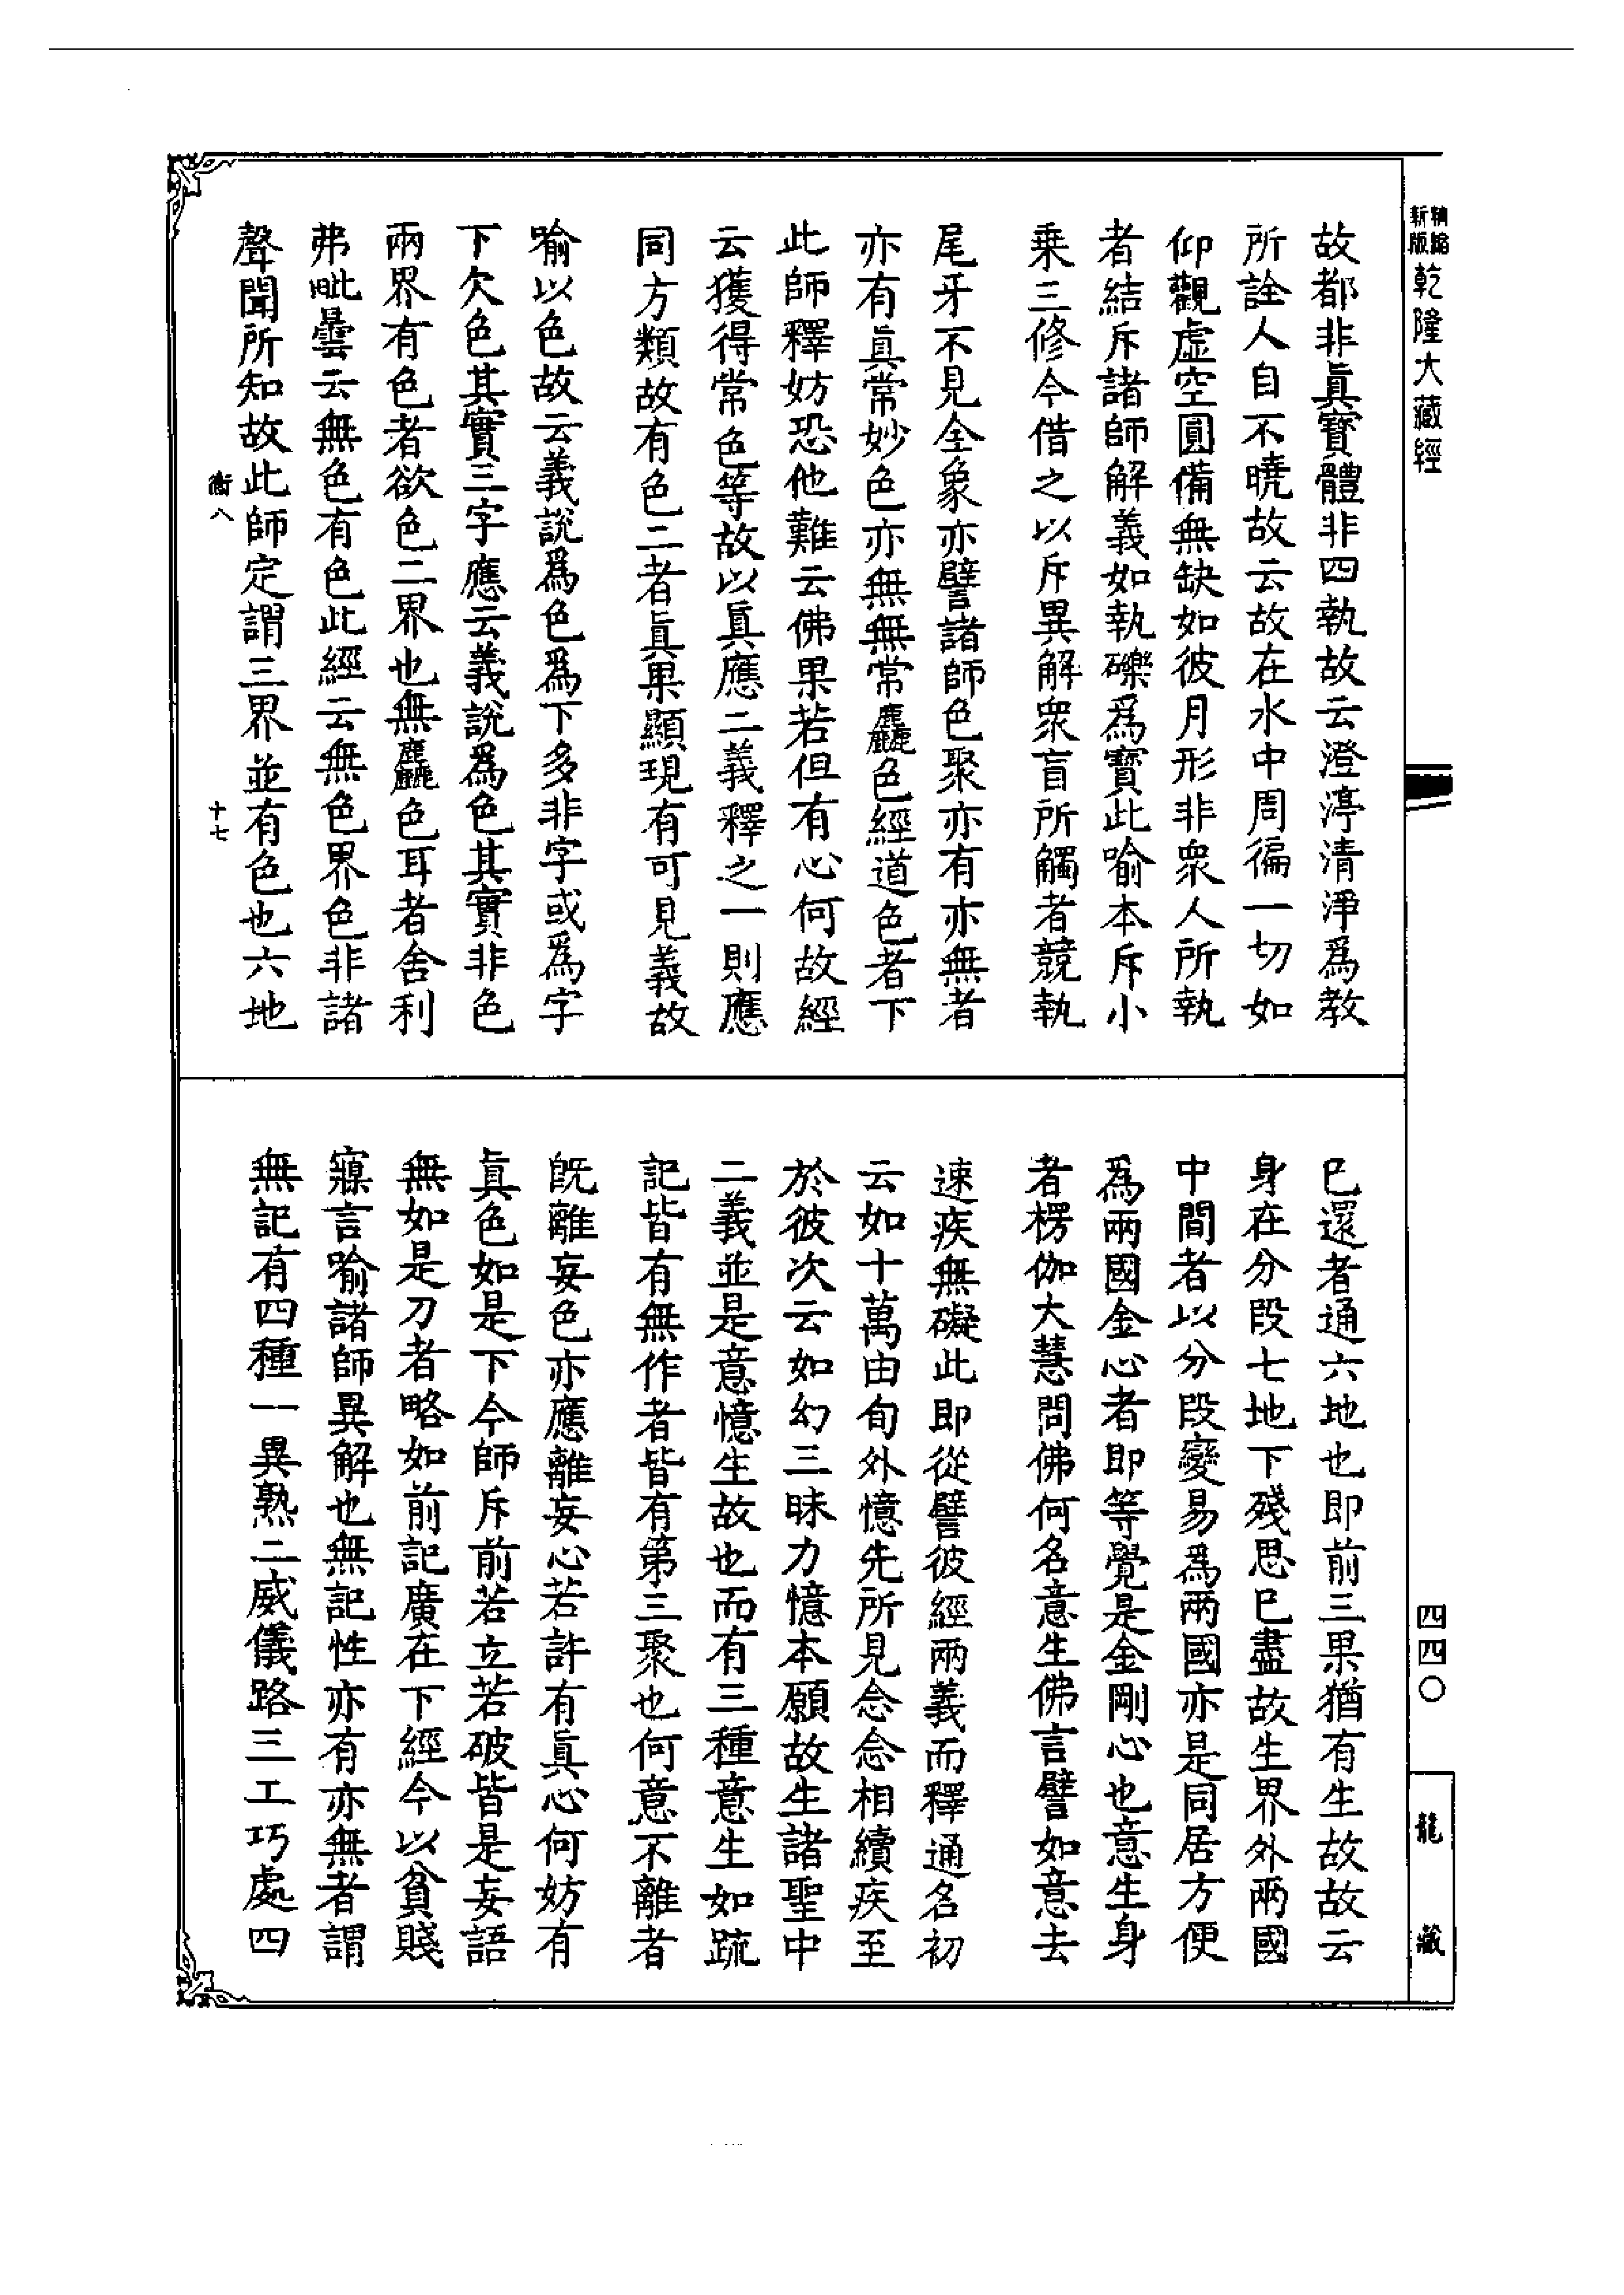 新版精縮乾隆大藏經
故都非眞寶體非四執故云澄渟清淨爲教
所詮人自不曉故云故在水中周徧一切如
仰觀虛空圓備無缺如彼月形非衆人所執
者結斥諸師解義如執礫爲寶此喻本斥小
乘三修今借之以斥異解衆盲所觸者競執
尾牙不見全象亦譬諸師色聚亦有亦無者
亦有眞常妙色亦無無常麤色經道色者下
此師釋妨恐他難云佛果若但有心何故經
云獲得常色等故以眞應二義釋之一則應
同方類故有色二者眞果顯現有可見義故
喻以色故云義說爲色爲下多非字或爲字
下欠色其實三字應云義說爲色其實非色
兩界有色者欲色二界也無麤色耳者舍利
弗毗曇云無色有色此經云無色界色非諸
聲聞所知故此師定謂三界並有色也六地
衡八
十七
已還者通六地也即前三果猶有生故故云
身在分段七地下殘思已盡故生界外兩國
中間者以分段變易爲兩國亦是同居方便
爲兩國金心者即等覺是金剛心也意生身
者楞伽大慧問佛何名意生佛言譬如意去
速疾無礙此即從譬彼經兩義而釋通名初
云如十萬由旬外憶先所見念念相續疾至
於彼次云如幻三昧力憶本願故生諸聖中
二義並是意憶生故也而有三種意生如䟽
記皆有無作者皆有第三聚也何意不離者
旣離妄色亦應離妄心若許有眞心何妨有
眞色如是下今師斥前若立若破皆是妄語
無如是刀者略如前記廣在下經今以貧賤
寱言喻諸師異解也無記性亦有亦無者謂
無記有四種一異熟二威儀路三工巧處四
四四〇
龍藏